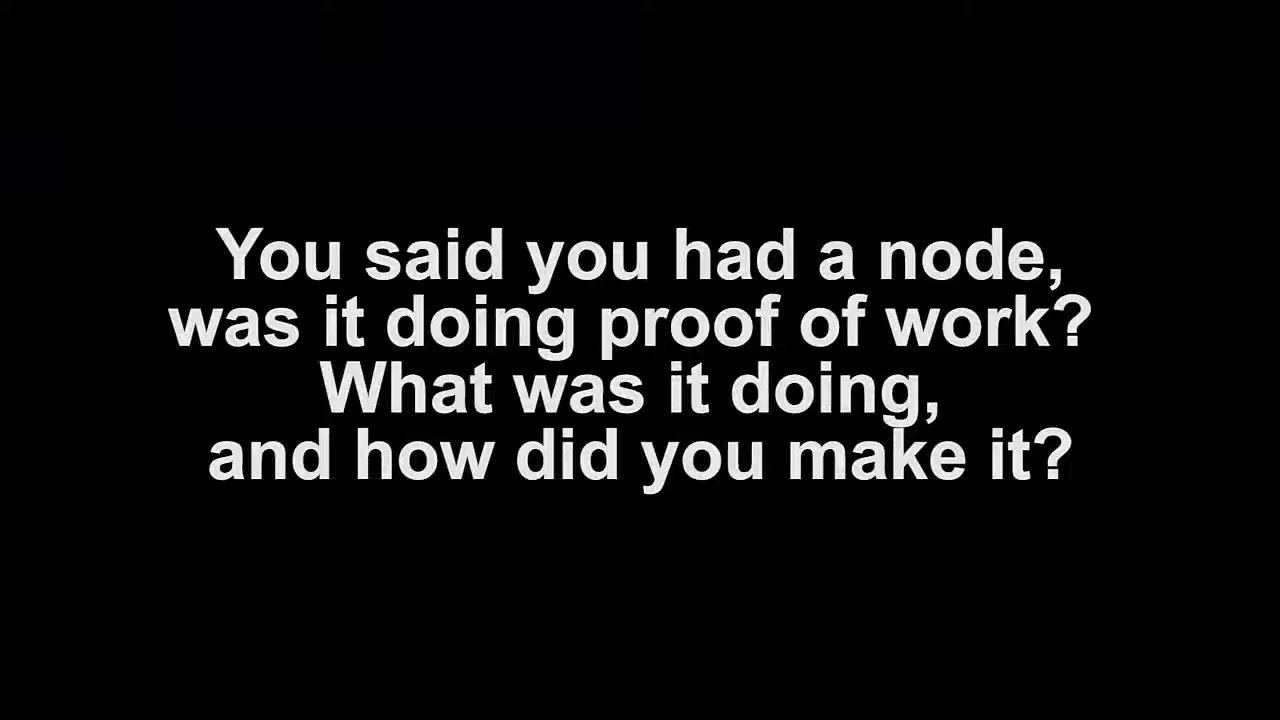 You said you had a node,
was it doing proof of work?
What was it doing,
and how did you make it?